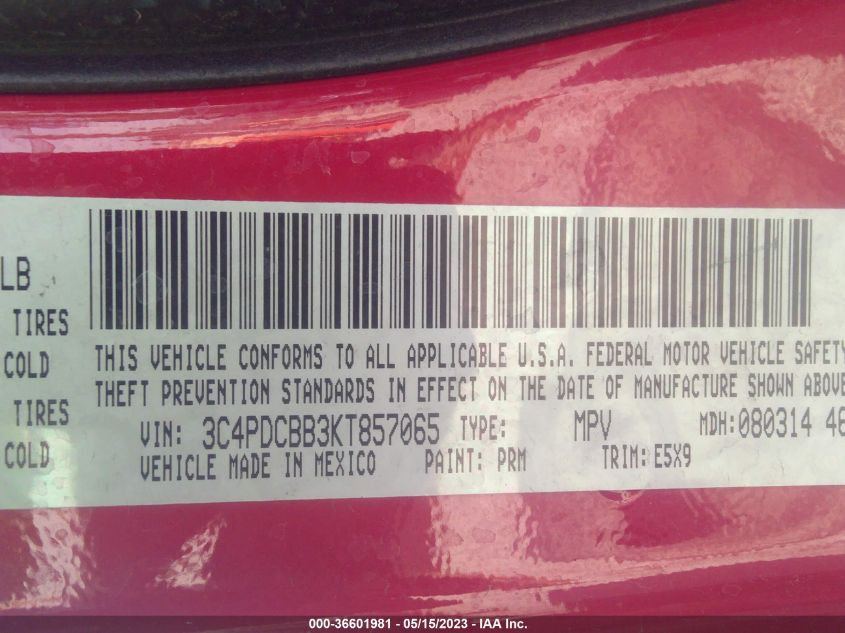 LB
TIRES
COLD
TIRES
COLD
THIS VEHICLE CONFORMS TO ALL APPLICABLE U.S.A. FEDERAL MOTOR VEHICLE SAFETY
THEFT PREVENTION STANDARDS IN EFFECT ON THE DATE OF MANUFACTURE SHOWN ABOVE
VIN: 3C4PDCBB3KT857065 TYPE: MPV MDH:080314 46
VEHICLE MADE IN MEXICO PAINT: PRM TRIM:E5X9
000-36601981 - 05/15/2023 - IAA Inc.